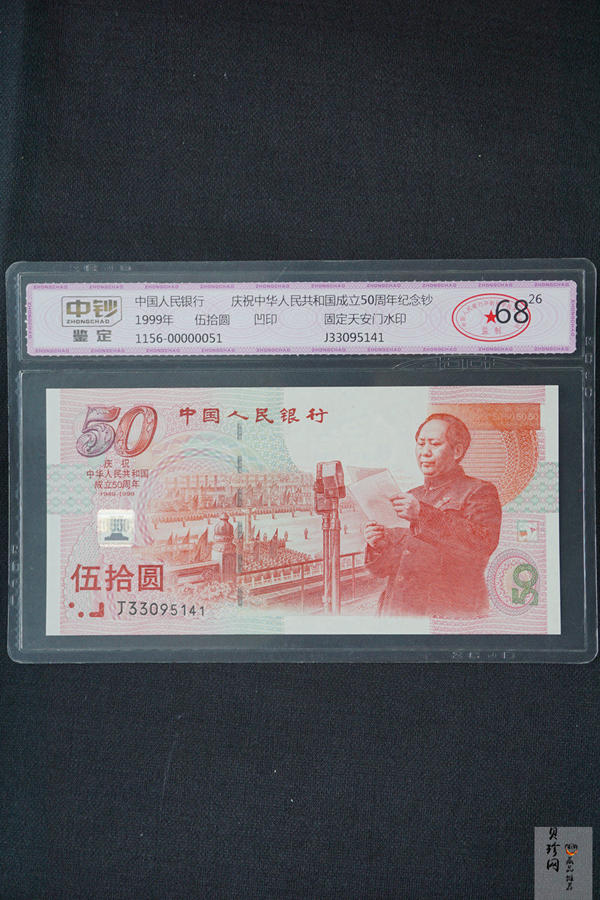 中钞
ZHONGCHAO
鉴定
中国人民银行 庆祝中华人民共和国成立50周年纪念钞
1999年 伍拾圆 凹印 固定天安门水印
1156-00000051 J33095141
监制
68 26
50
中国人民银行
庆祝
中华人民共和国
成立50周年
1949-1999
伍拾圆
J33095141
50
贝珍网